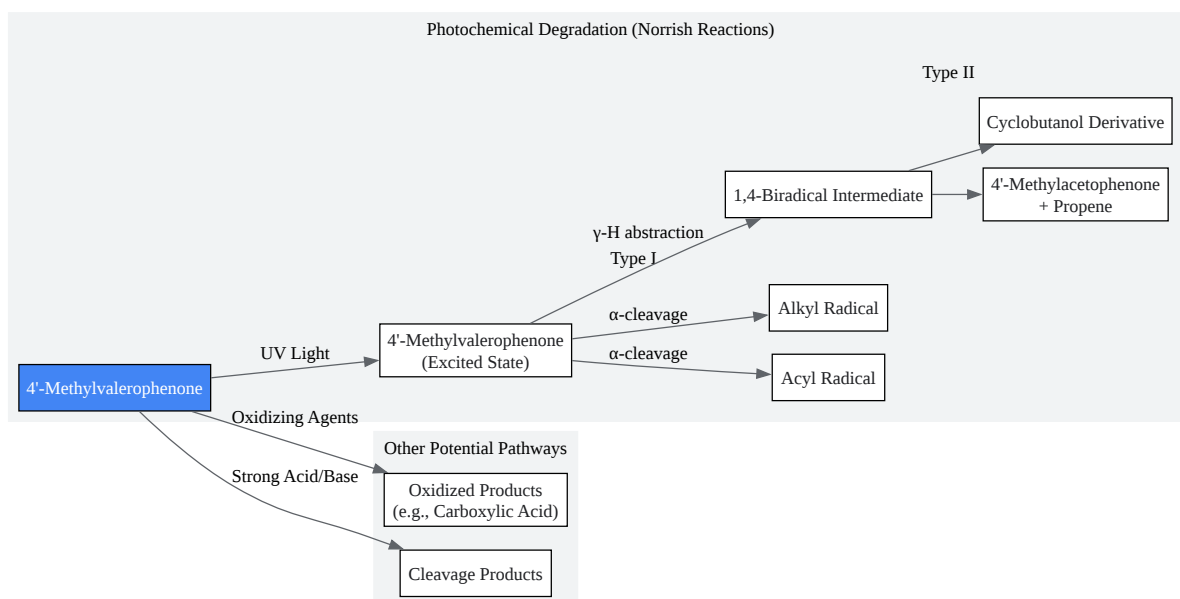 Photochemical Degradation (Norrish Reactions)
Type II
Cyclobutanol Derivative
1,4-Biradical Intermediate
4'-Methylacetophenone
+ Propene
γ-H abstraction
Type I
α-cleavage
Alkyl Radical
4'-Methylvalerophenone
(Excited State)
α-cleavage
Acyl Radical
UV Light
4'-Methylvalerophenone
Oxidizing Agents
Other Potential Pathways
Strong Acid/Base
Oxidized Products
(e.g., Carboxylic Acid)
Cleavage Products